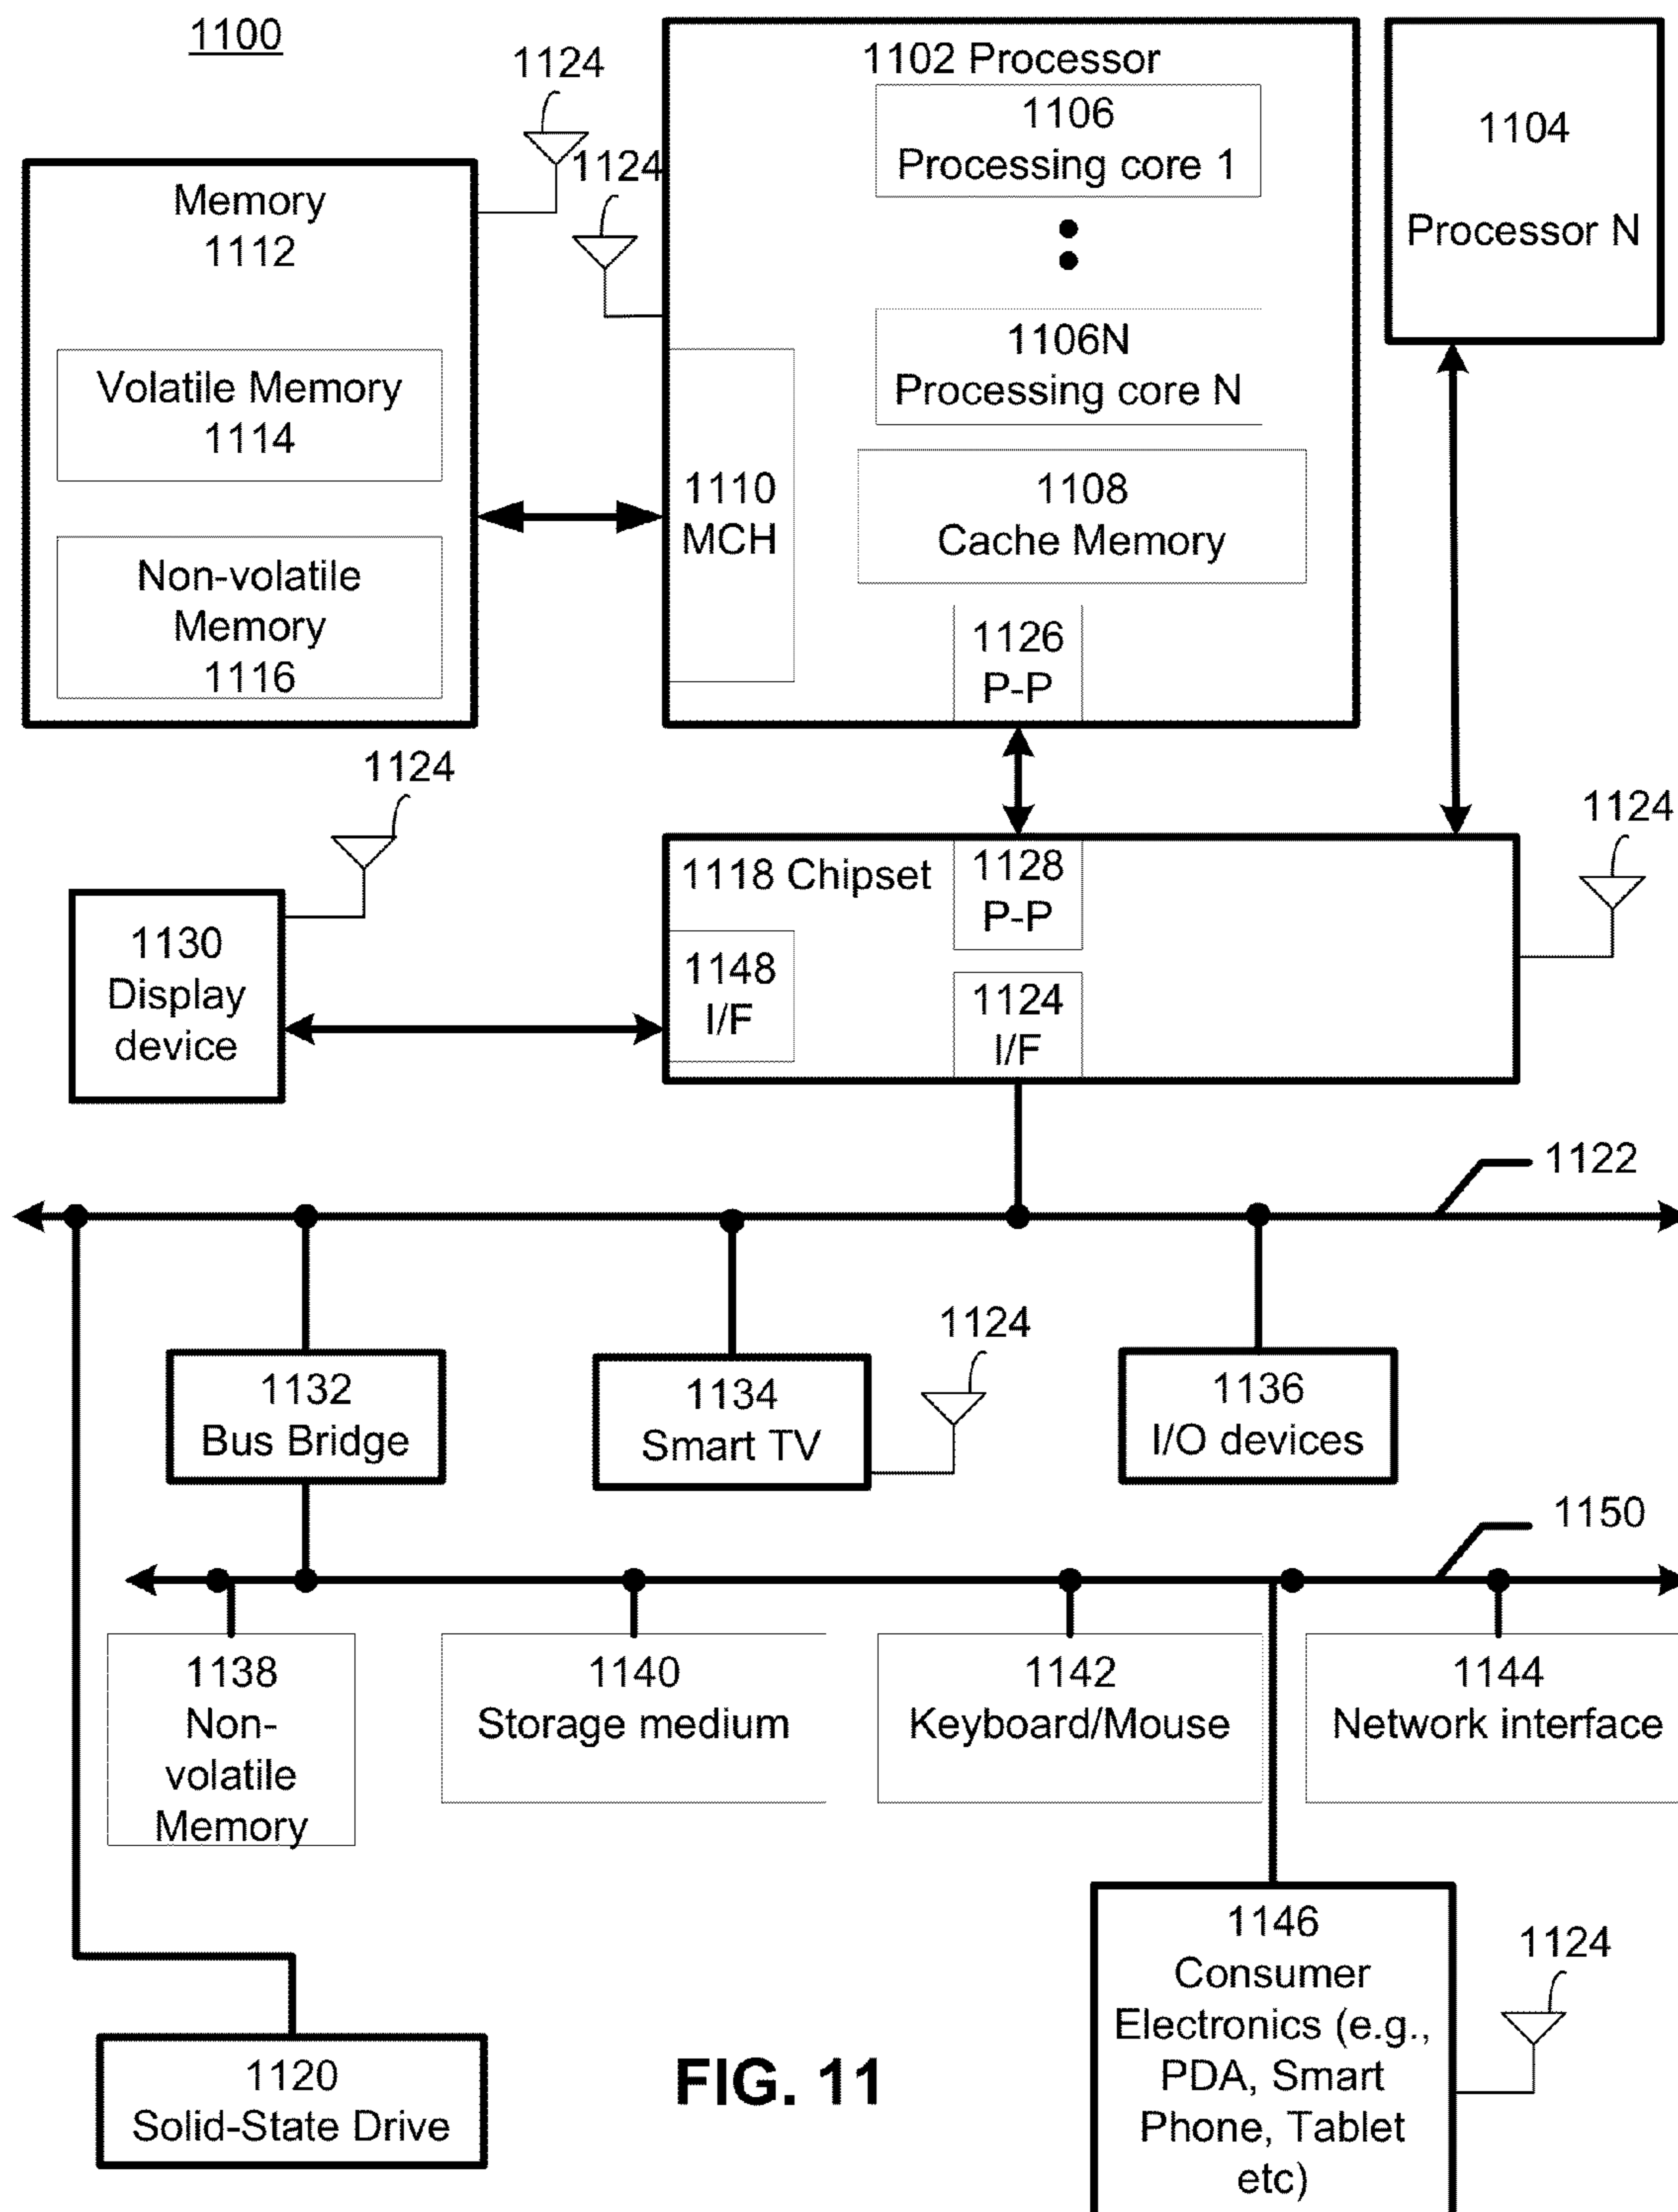 1100
1124
1124
Memory
1112
Volatile Memory
1114
Non-volatile
Memory
1116
1102 Processor
1106
Processing core 1
1106N
Processing core N
1110
MCH
1108
Cache Memory
1126
P-P
1104
Processor N
1124
1130
Display
device
1118 Chipset
1128
P-P
1148
I/F
1124
I/F
1124
1122
1132
Bus Bridge
1134
Smart TV
1124
1136
I/O devices
1150
1138
Non-
volatile
Memory
1140
Storage medium
1142
Keyboard/Mouse
1144
Network interface
1120
Solid-State Drive
1146
Consumer
Electronics (e.g.,
PDA, Smart
Phone, Tablet
etc)
1124
FIG. 11